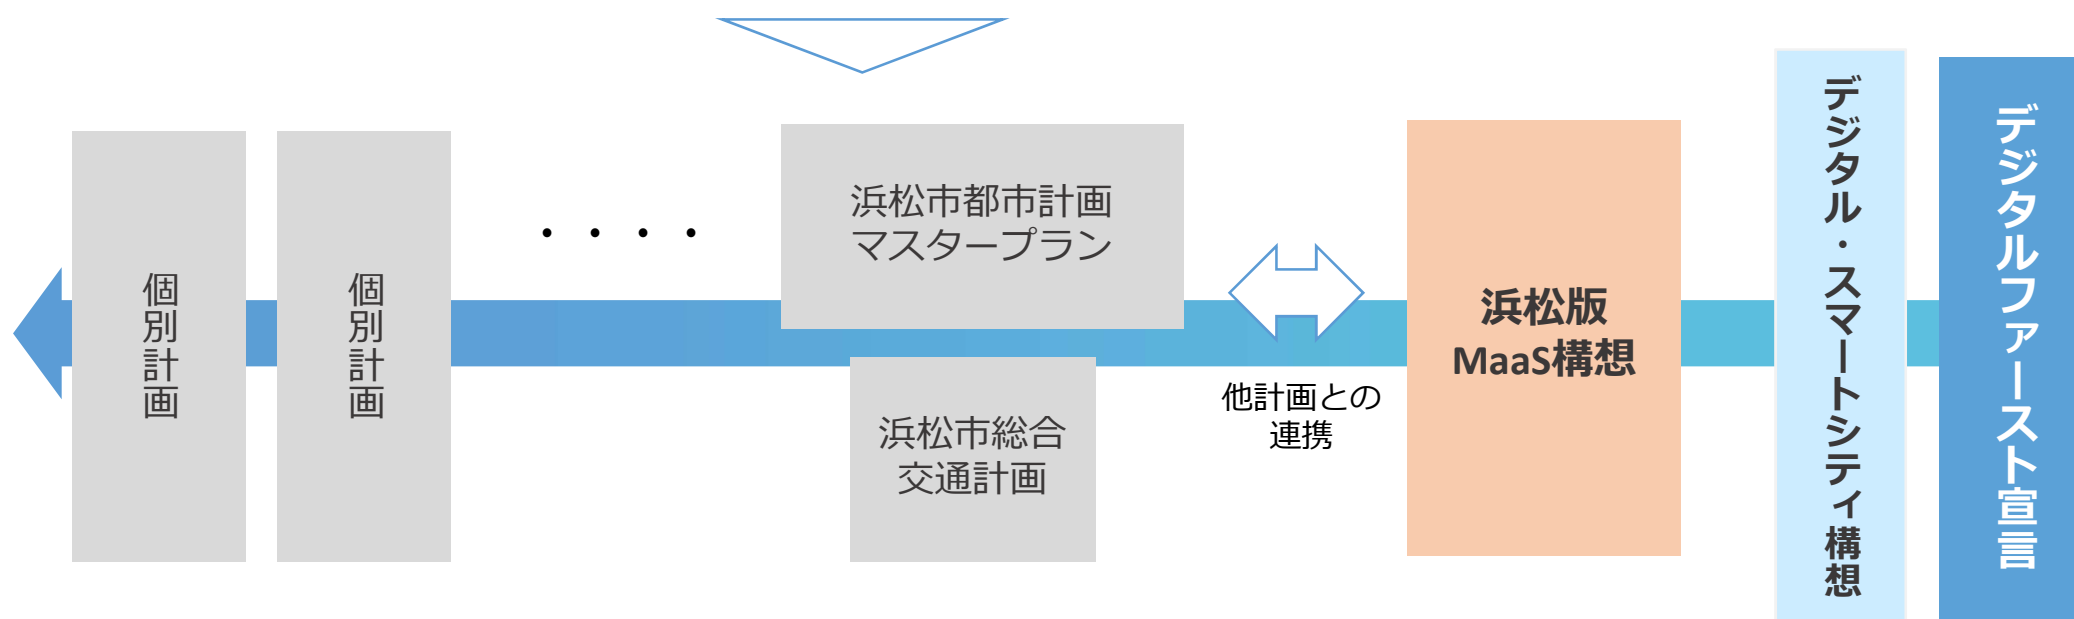 個別計画
個別計画
・・・・
浜松市都市計画
マスタープラン
浜松市総合
交通計画
他計画との
連携
浜松版
MaaS構想
デジタル・スマートシティ構想
デジタルファースト宣言